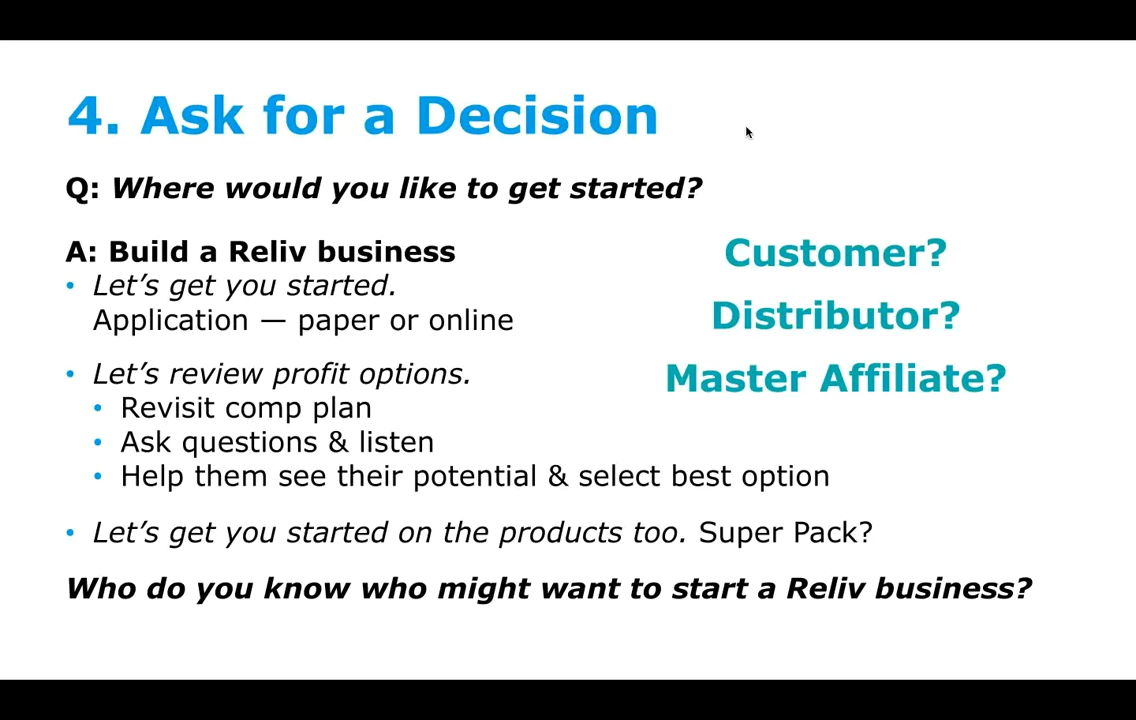 4. Ask for a Decision
Q: Where would you like to get started?
A: Build a Reliv business
• Let’s get you started.
Application — paper or online
• Let’s review profit options.
• Revisit comp plan
• Ask questions & listen
• Help them see their potential & select best option
• Let’s get you started on the products too. Super Pack?
Who do you know who might want to start a Reliv business?
Customer?
Distributor?
Master Affiliate?